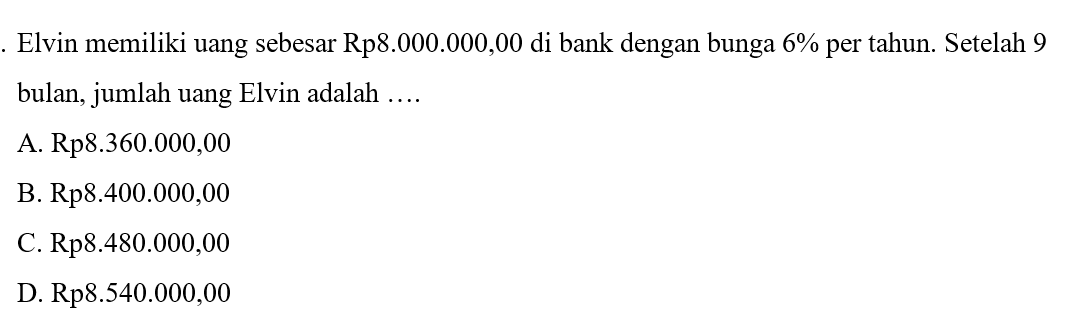 . Elvin memiliki uang sebesar Rp8.000.000,00 di bank dengan bunga 6% per tahun. Setelah 9
bulan, jumlah uang Elvin adalah ….
A. Rp8.360.000,00
B. Rp8.400.000,00
C. Rp8.480.000,00
D. Rp8.540.000,00